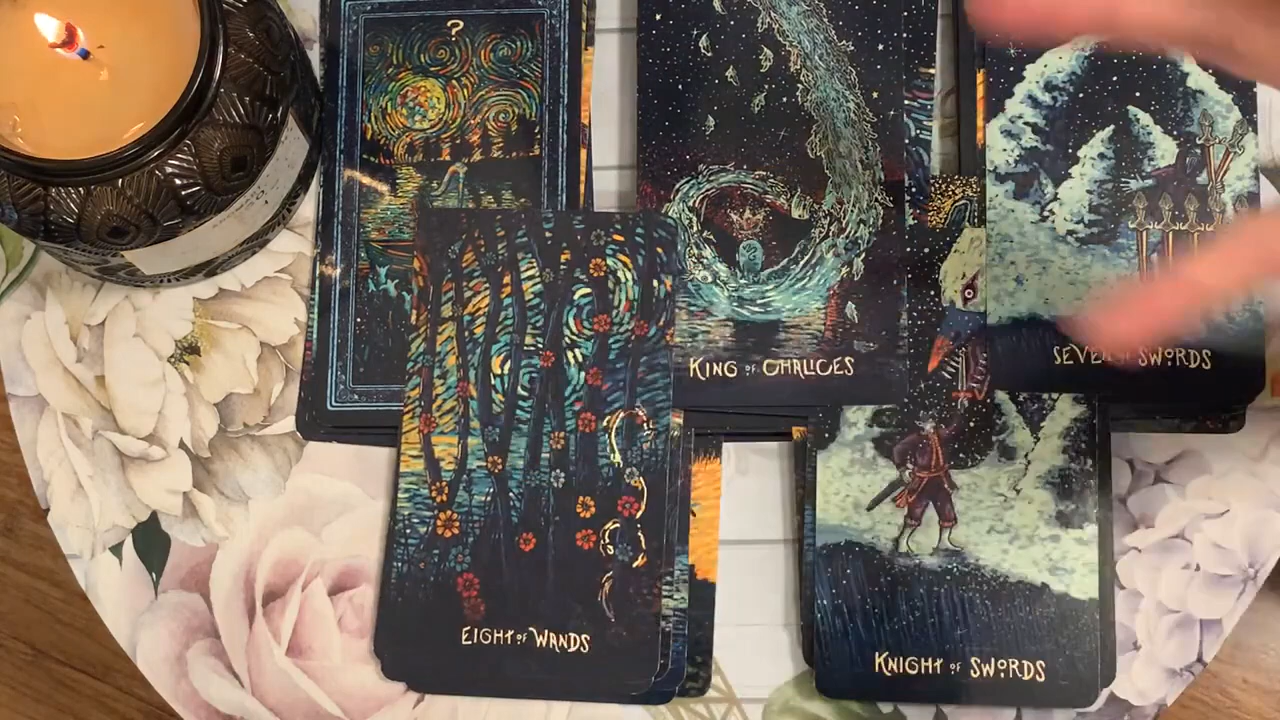 ?
KING OF CHALICES
SEVEN OF SWORDS
EIGHT OF WANDS
KNIGHT OF SWORDS